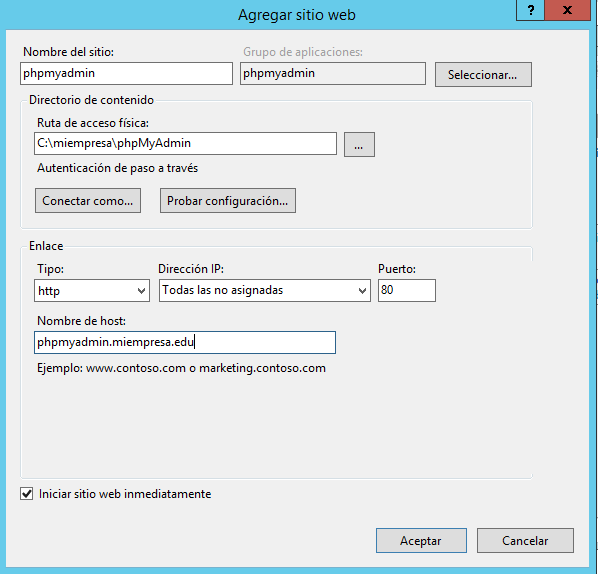 Agregar sitio web
? x
Nombre del sitio: Grupo de aplicaciones:
phpmyadmin phpmyadmin Seleccionar...
Directorio de contenido
Ruta de acceso física:
C:\miempresa\phpMyAdmin ...
Autenticación de paso a través
Conectar como... Probar configuración...
Enlace
Tipo: Dirección IP: Puerto:
http Todas las no asignadas 80
Nombre de host:
phpmyadmin.miempresa.edu
Ejemplo: www.contoso.com o marketing.contoso.com
Iniciar sitio web inmediatamente
Aceptar Cancelar